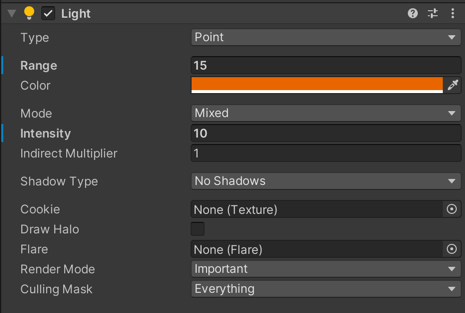 Light
Type Point
Range 15
Color
Mode Mixed
Intensity 10
Indirect Multiplier 1
Shadow Type No Shadows
Cookie None (Texture)
Draw Halo
Flare None (Flare)
Render Mode Important
Culling Mask Everything